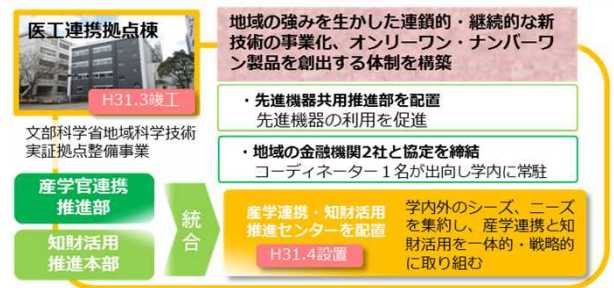 医工連携拠点棟
H31.3竣工
文部科学省地域科学技術
実証拠点整備事業
地域の強みを生かした連鎖的・継続的な新
技術の事業化、オンリーワン・ナンバーワ
ン製品を創出する体制を構築
・先進機器共用推進部を配置
先進機器の利用を促進
・地域の金融機関2社と協定を締結
コーディネーター１名が出向し学内に常駐
産学官連携
推進部
知財活用
推進本部
統
合
産学連携・知財活用
推進センターを配置
H31.4設置
学内外のシーズ、ニーズ
を集約し、産学連携と知
財活用を一体的・戦略的
に取り組む